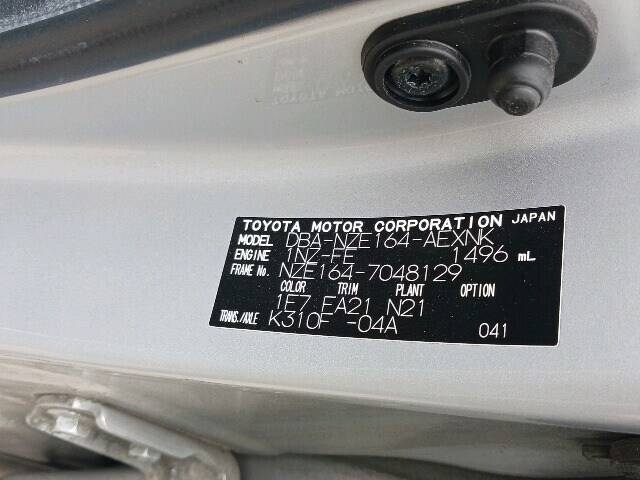 TOYOTA MOTOR CORPORATION JAPAN
MODEL DBA-NZE164-AEXNK
ENGINE 1NZ-FE 1496 mL
FRAME No. NZE164-7048129
COLOR TRIM PLANT OPTION
1E7 EA21 N21
TRANS./AXLE K310F -04A 041